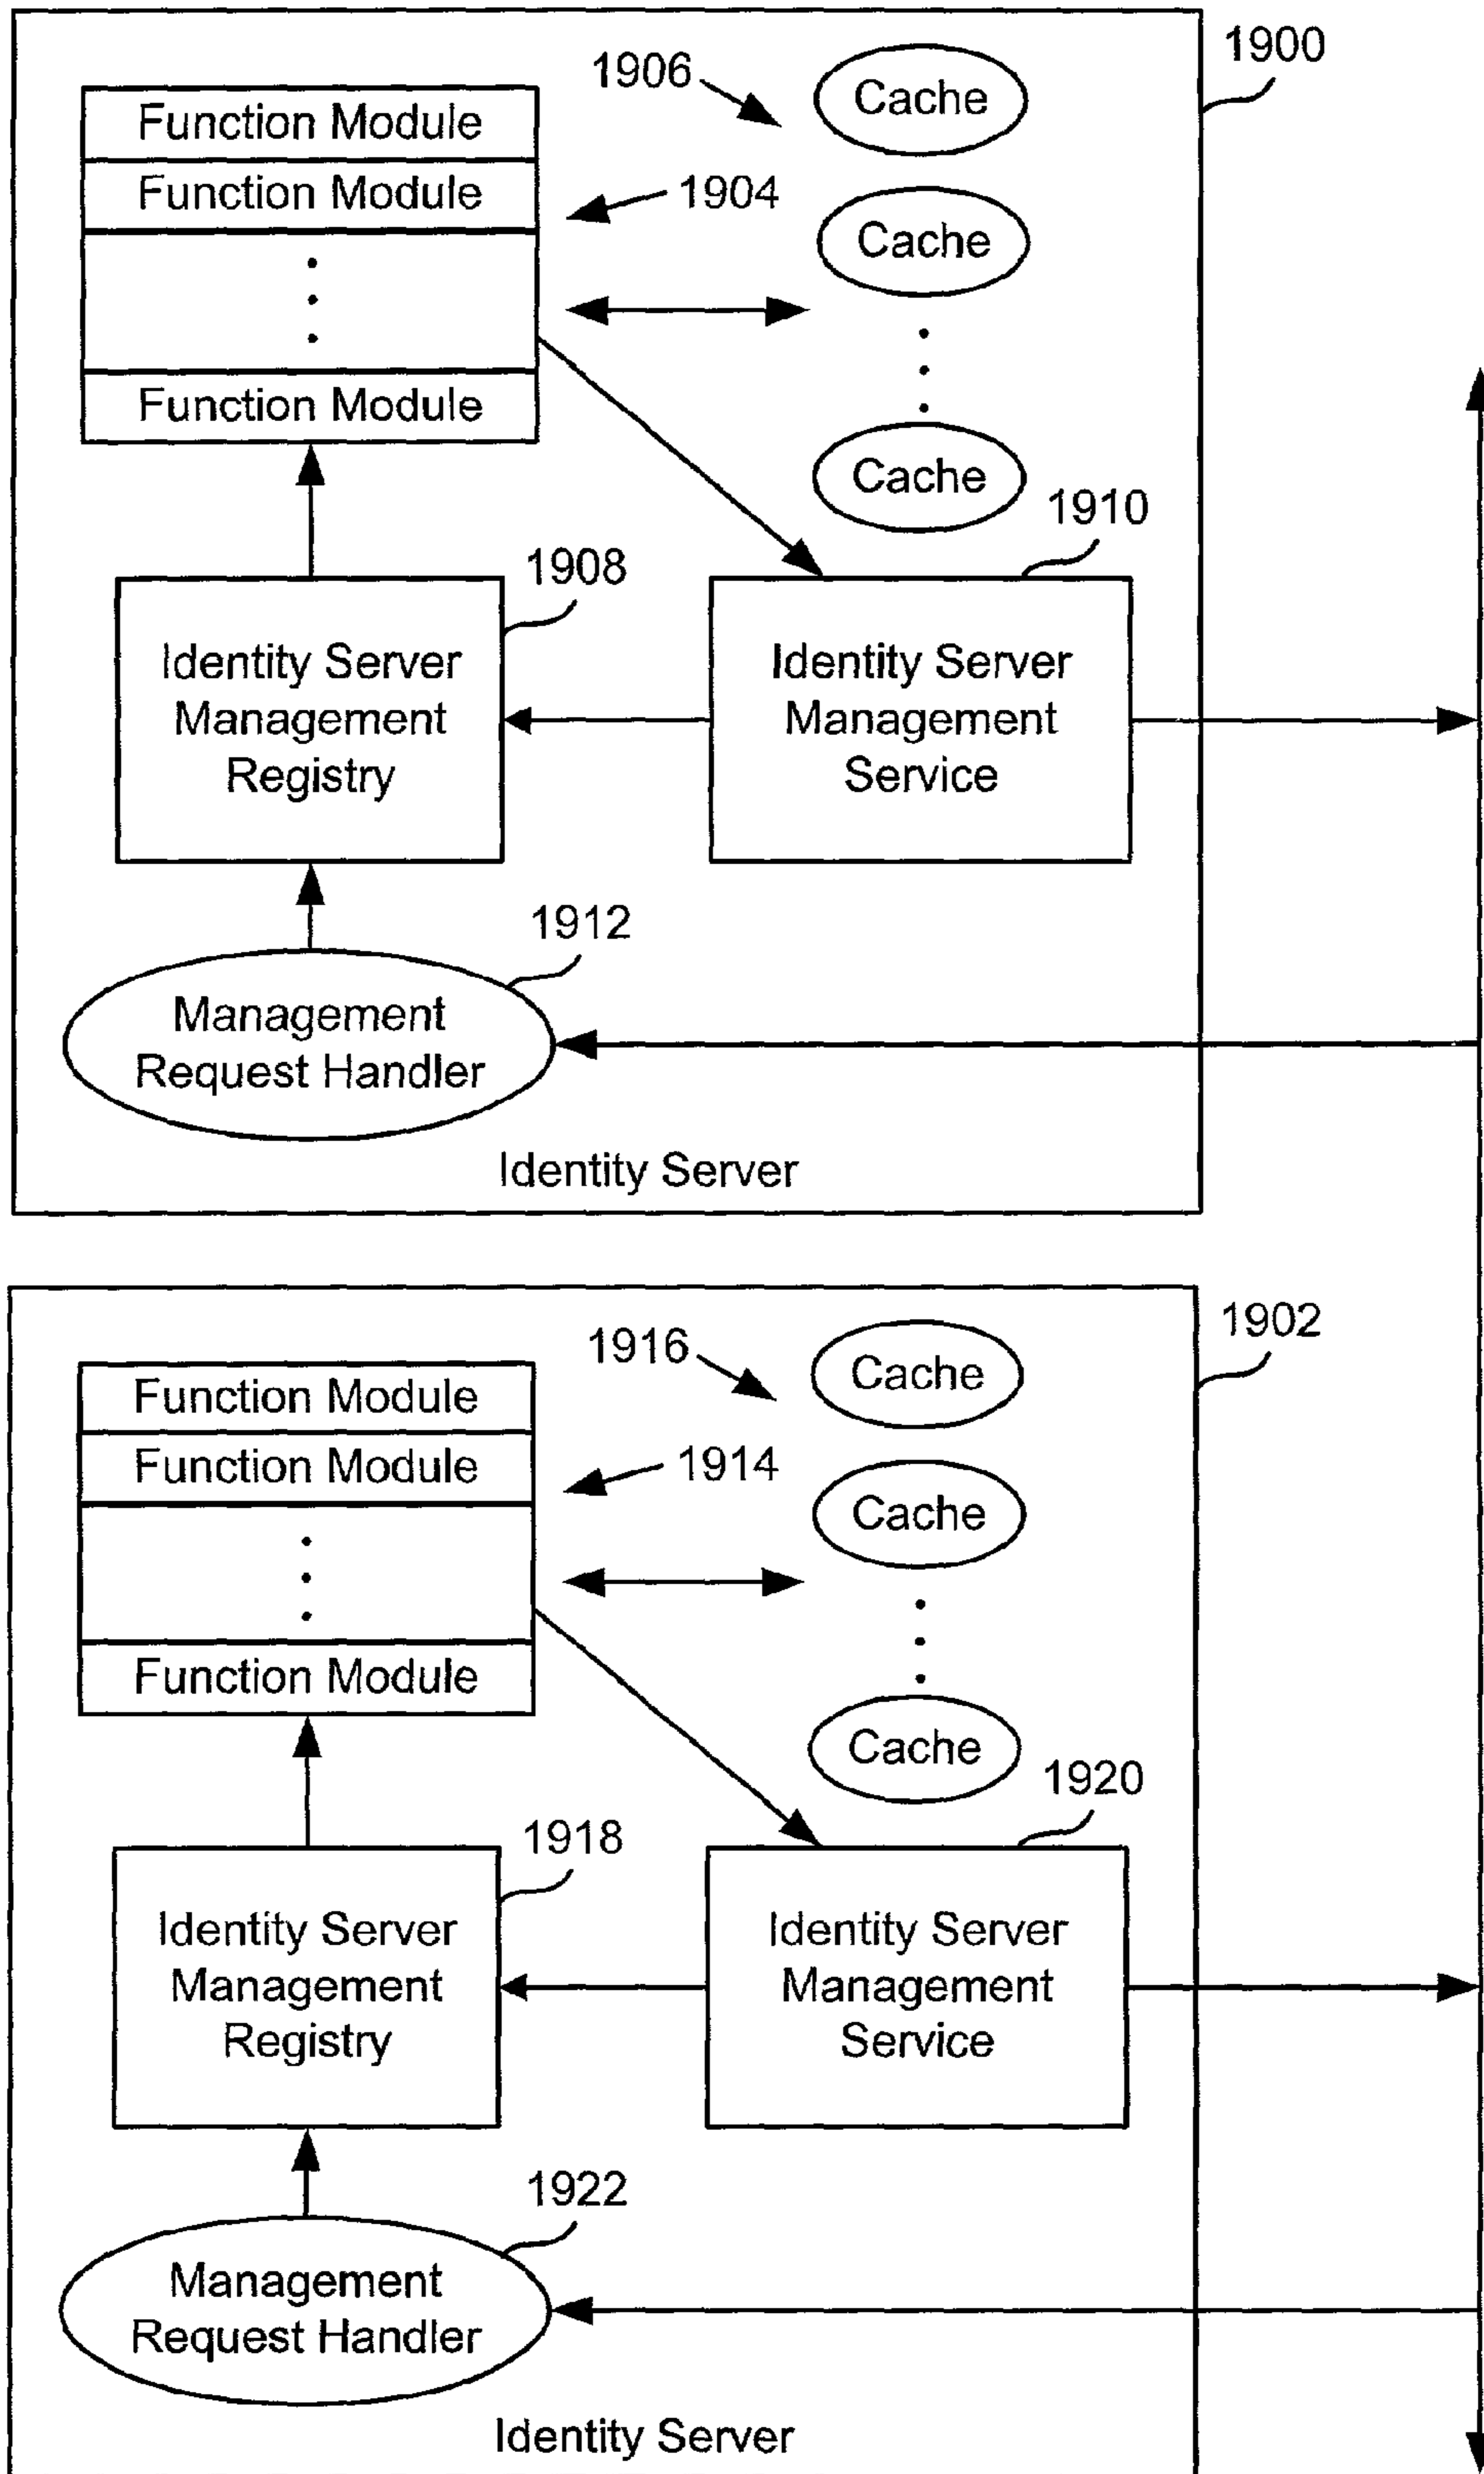 1900
1906
Cache
Function Module
Function Module
1904
Cache
Function Module
Cache
1910
1908
Identity Server
Management
Registry
Identity Server
Management
Service
1912
Management
Request Handler
Identity Server
1902
1916
Cache
Function Module
Function Module
1914
Cache
Function Module
Cache
1920
1918
Identity Server
Management
Registry
Identity Server
Management
Service
1922
Management
Request Handler
Identity Server